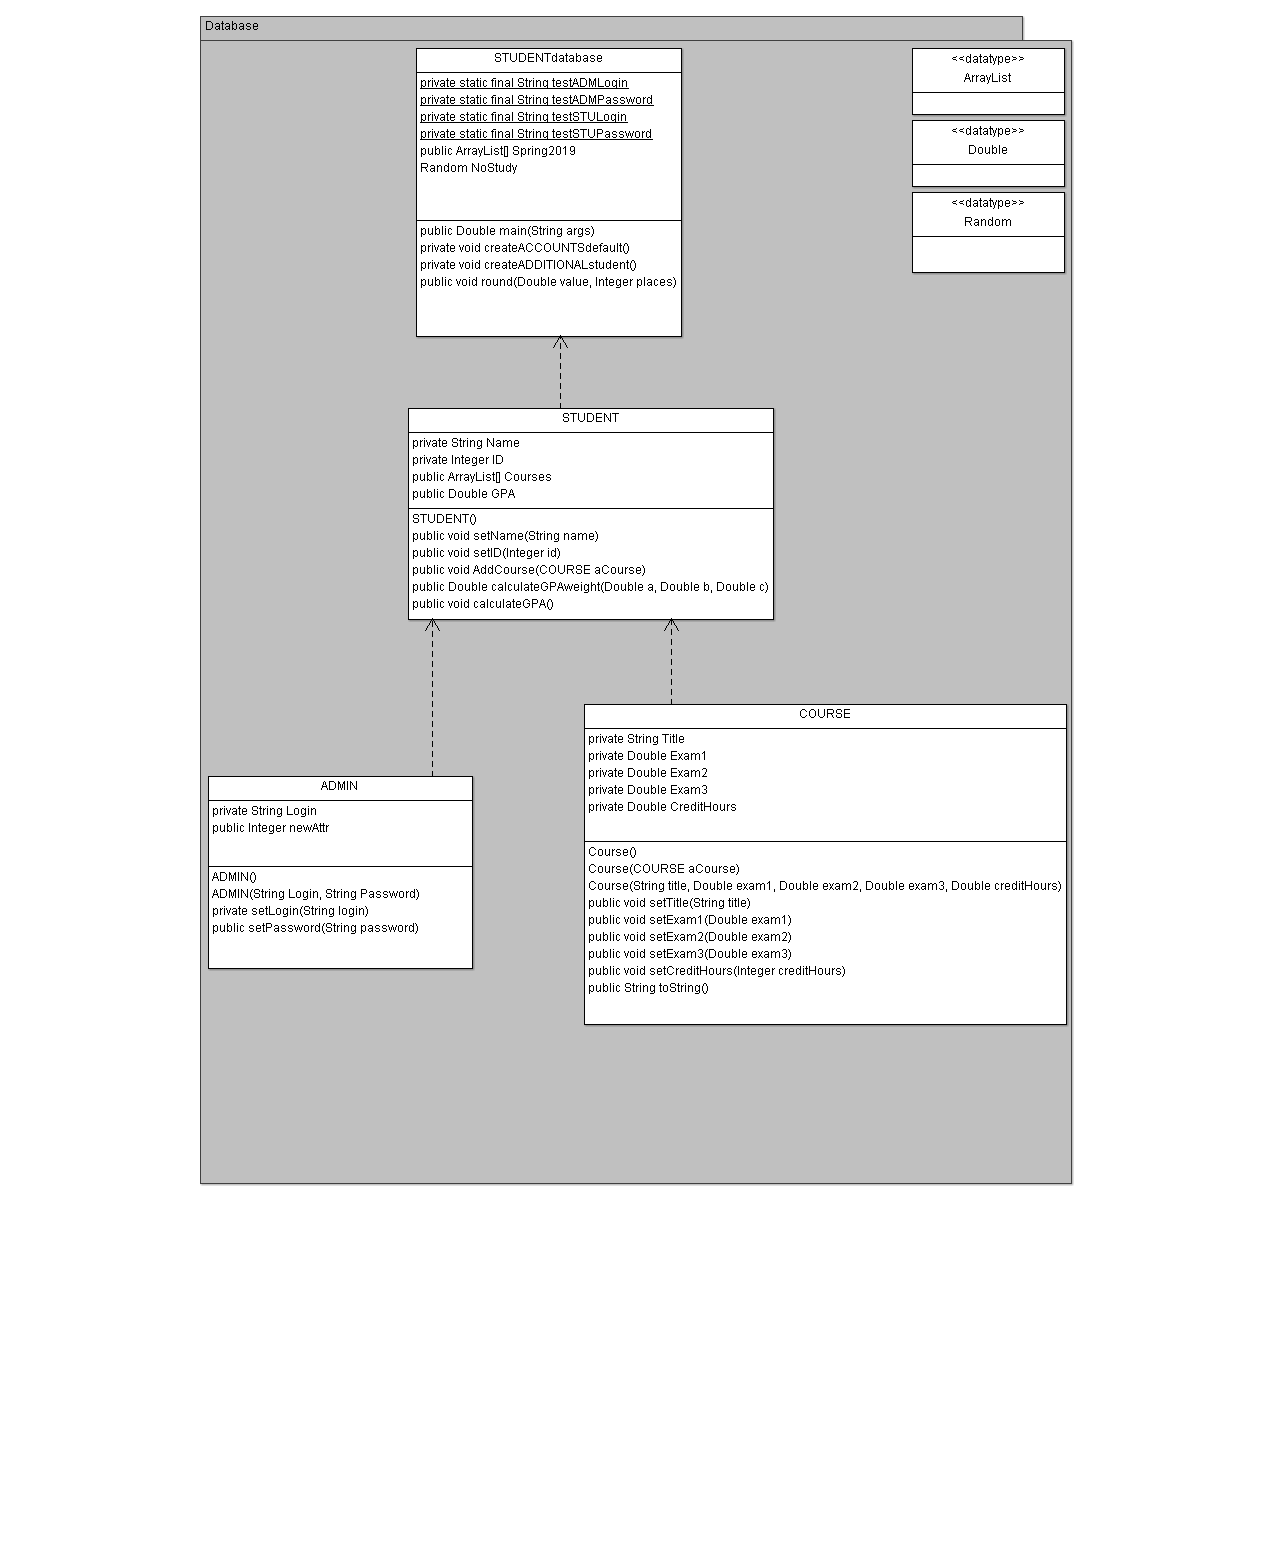 Database
STUDENTdatabase
private static final String testADMLogin
private static final String testADMPassword
private static final String testSTULogin
private static final String testSTUPassword
public ArrayList[] Spring2019
Random NoStudy
public Double main(String args)
private void createACCOUNTSdefault()
private void createADDITIONALstudent()
public void round(Double value, Integer places)
<<datatype>>
ArrayList
<<datatype>>
Double
<<datatype>>
Random
STUDENT
private String Name
private Integer ID
public ArrayList[] Courses
public Double GPA
STUDENT()
public void setName(String name)
public void setID(Integer id)
public void AddCourse(COURSE aCourse)
public Double calculateGPAweight(Double a, Double b, Double c)
public void calculateGPA()
ADMIN
private String Login
public Integer newAttr
ADMIN()
ADMIN(String Login, String Password)
private setLogin(String login)
public setPassword(String password)
COURSE
private String Title
private Double Exam1
private Double Exam2
private Double Exam3
private Double CreditHours
Course()
Course(COURSE aCourse)
Course(String title, Double exam1, Double exam2, Double exam3, Double creditHours)
public void setTitle(String title)
public void setExam1(Double exam1)
public void setExam2(Double exam2)
public void setExam3(Double exam3)
public void setCreditHours(Integer creditHours)
public String toString()